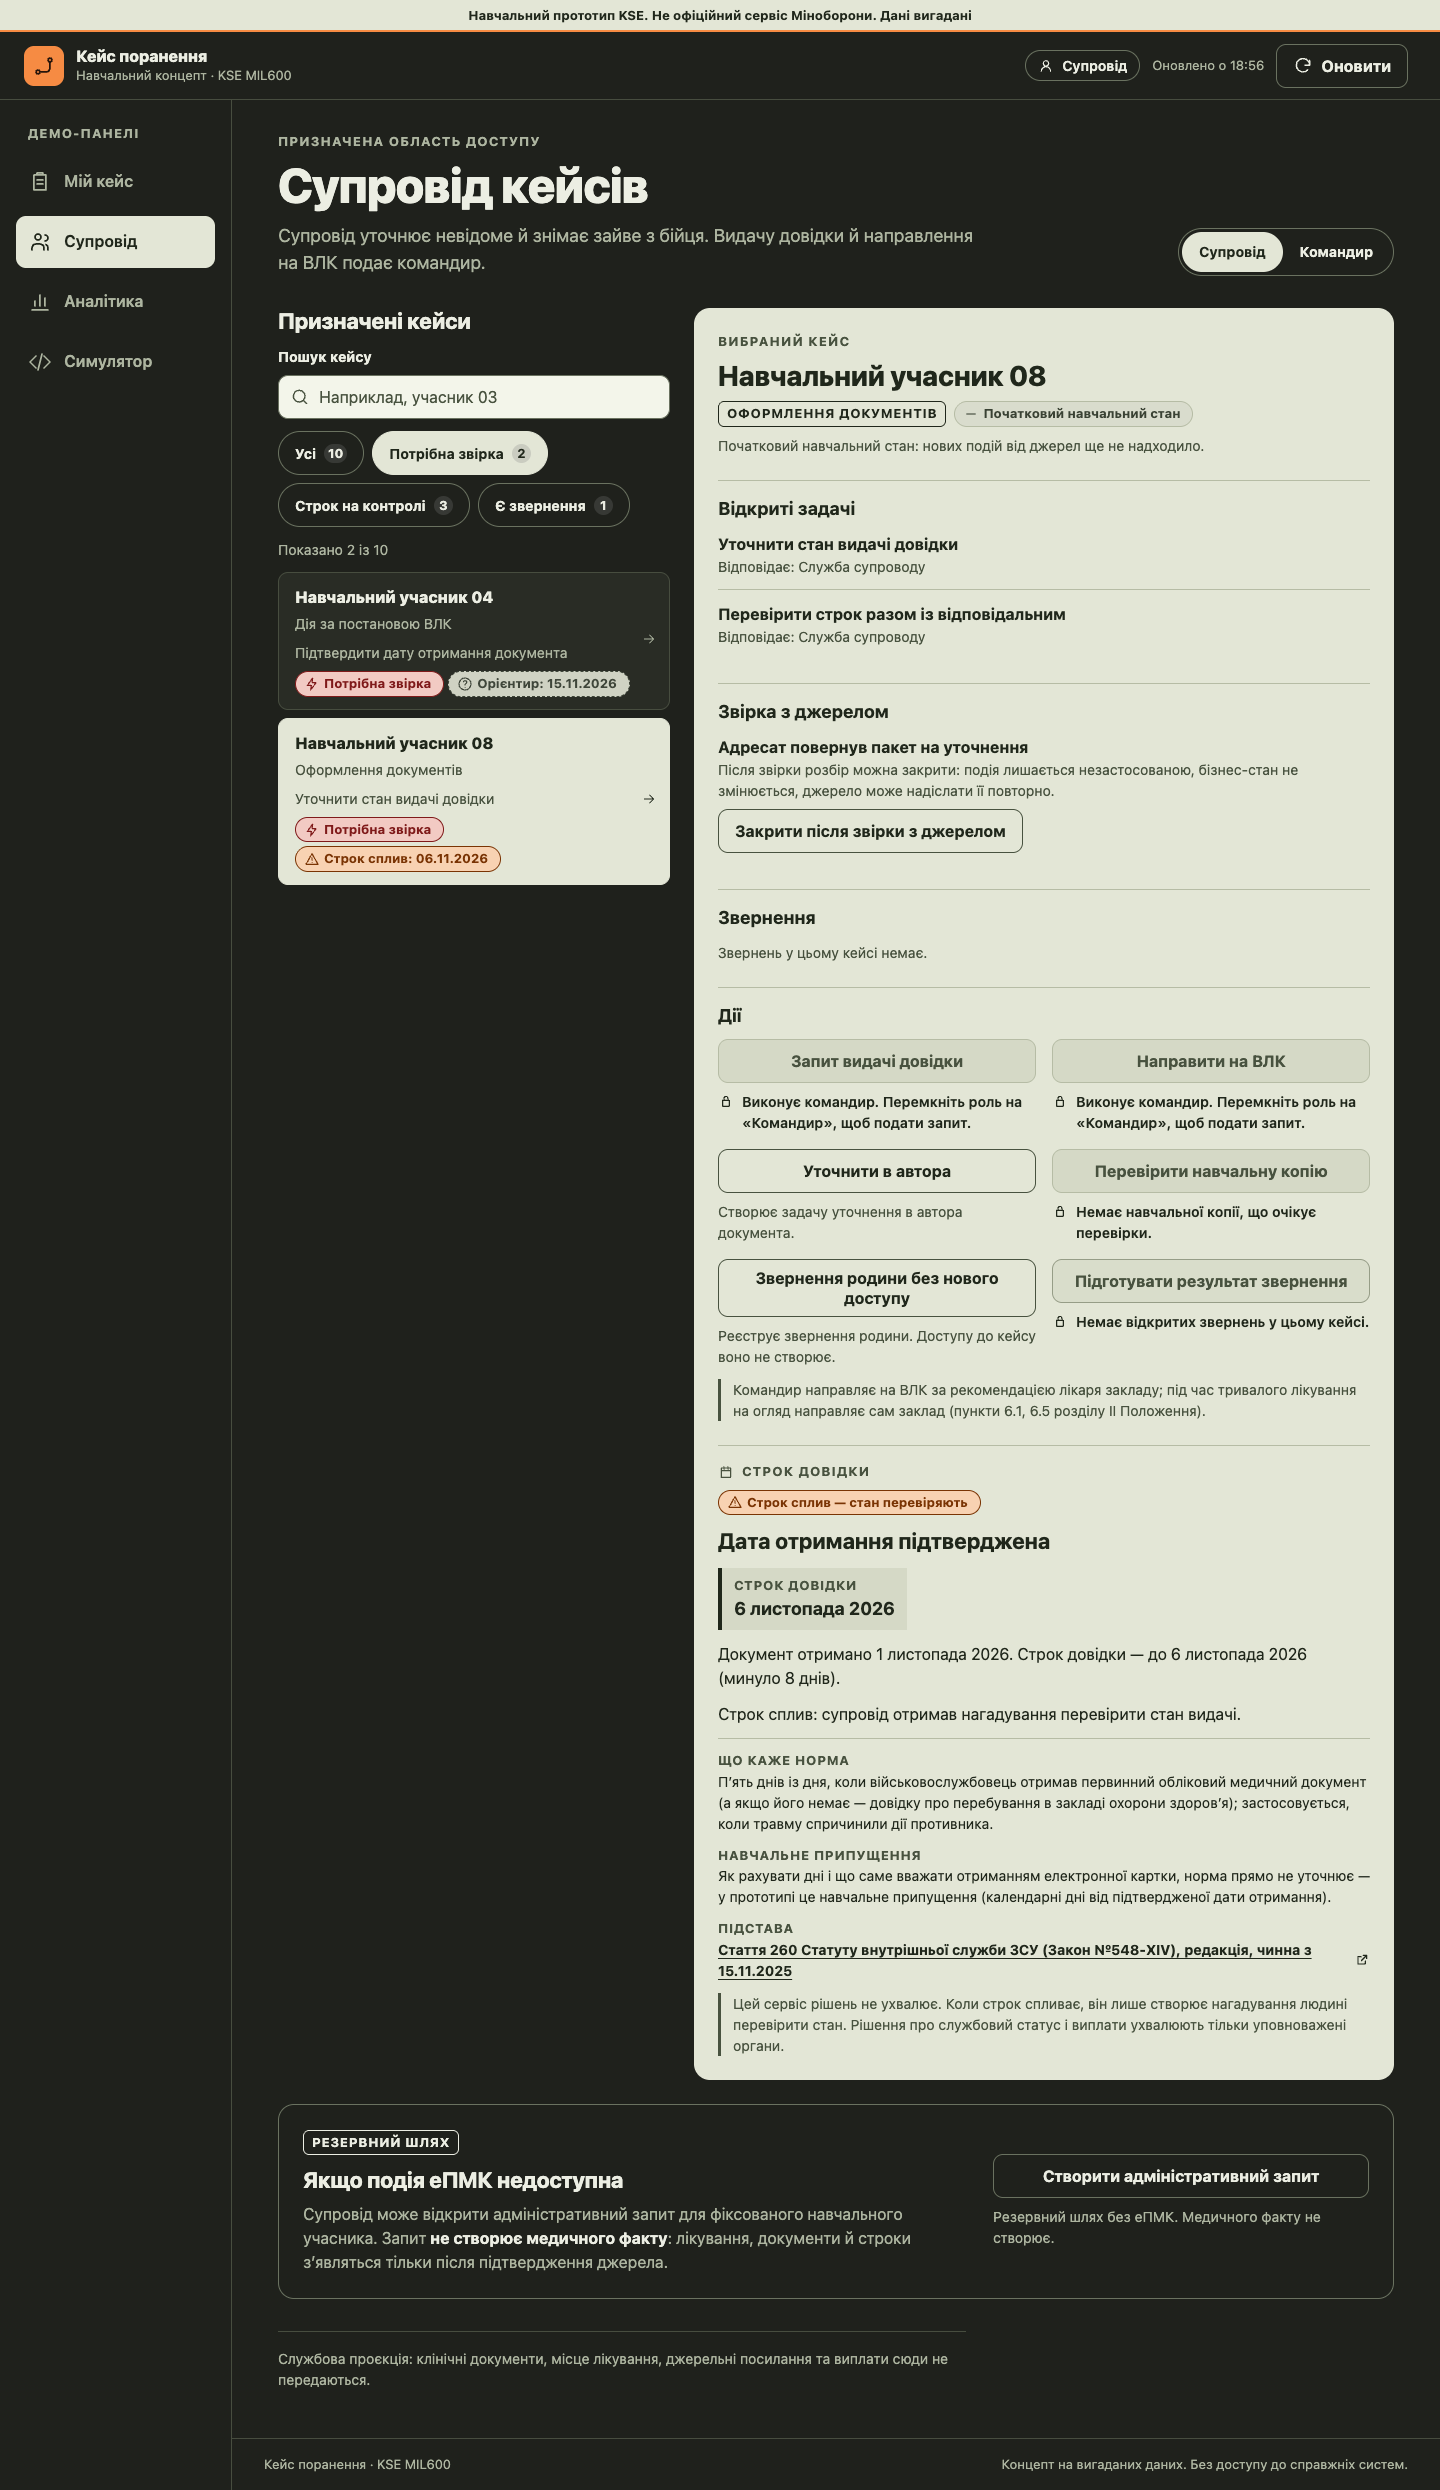 Навчальний прототип KSE. Не офіційний сервіс Міноборони. Дані вигадані
Кейс поранення
Навчальний концепт · KSE MIL600
Супровід
Оновлено о 18:56
Оновити
ДЕМО-ПАНЕЛІ
Мій кейс
Супровід
Аналітика
Симулятор
ПРИЗНАЧЕНА ОБЛАСТЬ ДОСТУПУ
Супровід кейсів
Супровід уточнює невідоме й знімає зайве з бійця. Видачу довідки й направлення
на ВЛК подає командир.
Супровід
Командир
Призначені кейси
Пошук кейсу
Наприклад, учасник 03
Усі 10
Потрібна звірка 2
Строк на контролі 3
Є звернення 1
Показано 2 із 10
Навчальний учасник 04
Дія за постановою ВЛК
Підтвердити дату отримання документа
Потрібна звірка
Орієнтир: 15.11.2026
Навчальний учасник 08
Оформлення документів
Уточнити стан видачі довідки
Потрібна звірка
Строк сплив: 06.11.2026
ВИБРАНИЙ КЕЙС
Навчальний учасник 08
ОФОРМЛЕННЯ ДОКУМЕНТІВ
Початковий навчальний стан
Початковий навчальний стан: нових подій від джерел ще не надходило.
Відкриті задачі
Уточнити стан видачі довідки
Відповідає: Служба супроводу
Перевірити строк разом із відповідальним
Відповідає: Служба супроводу
Звірка з джерелом
Адресат повернув пакет на уточнення
Після звірки розбір можна закрити: подія лишається незастосованою, бізнес-стан не
змінюється, джерело може надіслати її повторно.
Закрити після звірки з джерелом
Звернення
Звернень у цьому кейсі немає.
Дії
Запит видачі довідки
Виконує командир. Перемкніть роль на
«Командир», щоб подати запит.
Направити на ВЛК
Виконує командир. Перемкніть роль на
«Командир», щоб подати запит.
Уточнити в автора
Створює задачу уточнення в автора
документа.
Перевірити навчальну копію
Немає навчальної копії, що очікує
перевірки.
Звернення родини без нового
доступу
Реєструє звернення родини. Доступу до кейсу
воно не створює.
Підготувати результат звернення
Немає відкритих звернень у цьому кейсі.
Командир направляє на ВЛК за рекомендацією лікаря закладу; під час тривалого лікування
на огляд направляє сам заклад (пункти 6.1, 6.5 розділу II Положення).
СТРОК ДОВІДКИ
Строк сплив — стан перевіряють
Дата отримання підтверджена
СТРОК ДОВІДКИ
6 листопада 2026
Документ отримано 1 листопада 2026. Строк довідки — до 6 листопада 2026
(минуло 8 днів).
Строк сплив: супровід отримав нагадування перевірити стан видачі.
ЩО КАЖЕ НОРМА
П’ять днів із дня, коли військовослужбовець отримав первинний обліковий медичний документ
(а якщо його немає — довідку про перебування в закладі охорони здоров’я); застосовується,
коли травму спричинили дії противника.
НАВЧАЛЬНЕ ПРИПУЩЕННЯ
Як рахувати дні і що саме вважати отриманням електронної картки, норма прямо не уточнює —
у прототипі це навчальне припущення (календарні дні від підтвердженої дати отримання).
ПІДСТАВА
Стаття 260 Статуту внутрішньої служби ЗСУ (Закон №548-XIV), редакція, чинна з
15.11.2025
Цей сервіс рішень не ухвалює. Коли строк спливає, він лише створює нагадування людині
перевірити стан. Рішення про службовий статус і виплати ухвалюють тільки уповноважені
органи.
РЕЗЕРВНИЙ ШЛЯХ
Якщо подія еПМК недоступна
Супровід може відкрити адміністративний запит для фіксованого навчального
учасника. Запит не створює медичного факту: лікування, документи й строки
з’являться тільки після підтвердження джерела.
Створити адміністративний запит
Резервний шлях без еПМК. Медичного факту не
створює.
Службова проєкція: клінічні документи, місце лікування, джерельні посилання та виплати сюди не
передаються.
Кейс поранення · KSE MIL600
Концепт на вигаданих даних. Без доступу до справжніх систем.